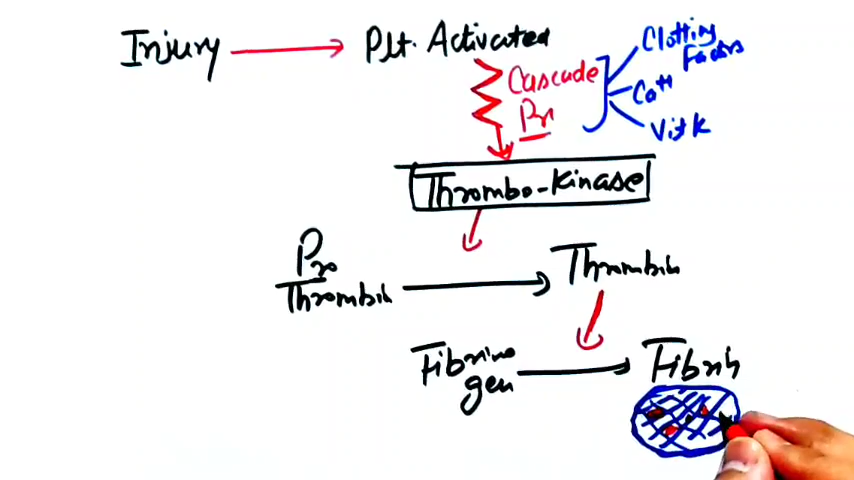 Injury
Plt. Activated
Clotting
Factors
Cascade
Pr
Ca++
Vit K
Thrombo-kinase
Pro
Thrombin
Thrombin
Fibrino
gen
Fibrin